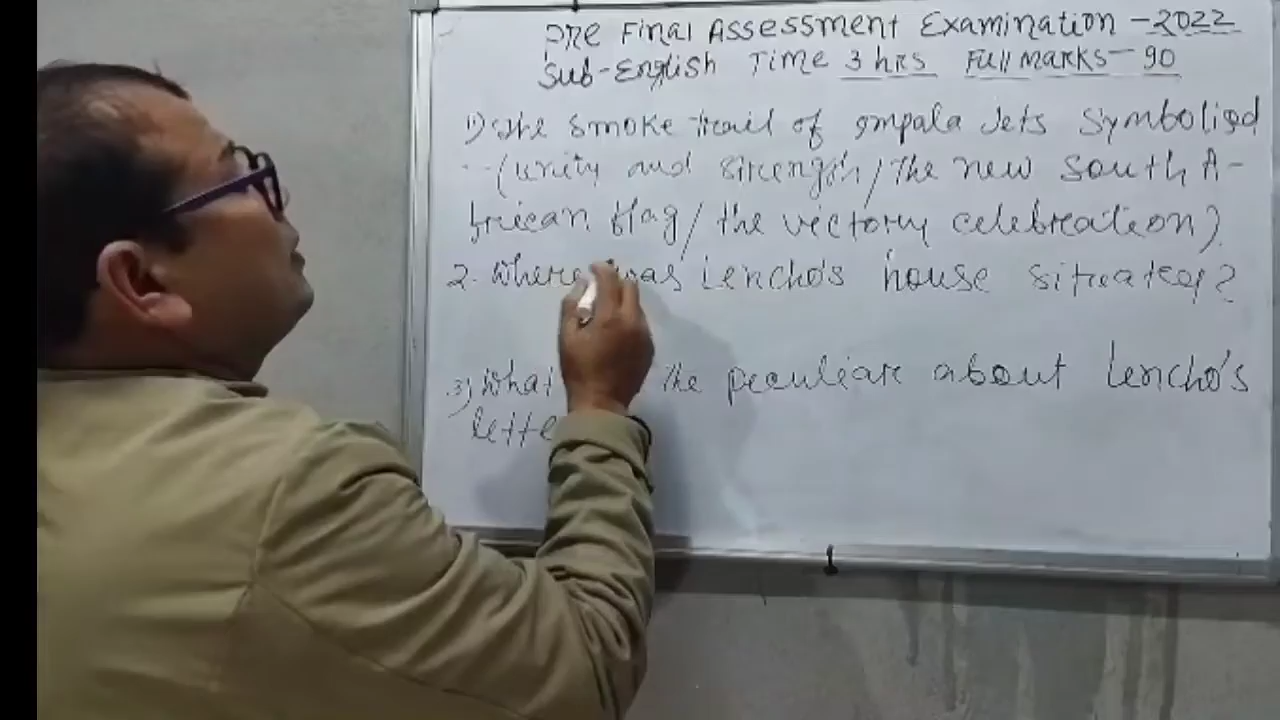 Pre Final Assessment Examination - 2022
Sub-English Time 3 hrs Full Marks- 90
1) The smoke trail of Impala Jets symbolised
--(unity and strength/The new South A-
frican flag/the victory celebration)
2. Where was Lencho's house situated?
3) What the peculiar about Lencho's